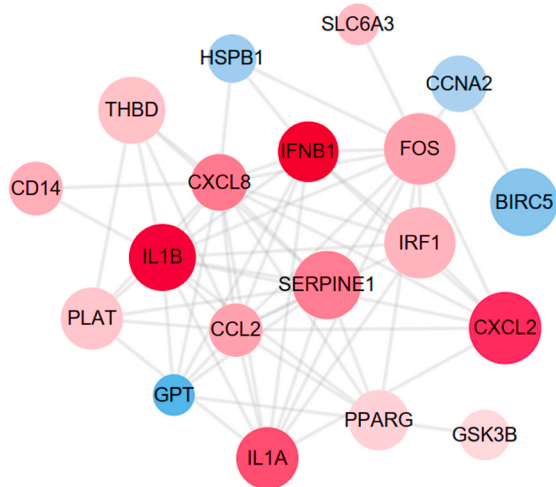 SLC6A3
HSPB1
CCNA2
THBD
IFNB1
FOS
CXCL8
CD14
BIRC5
IL1B
IRF1
SERPINE1
PLAT
CCL2
CXCL2
GPT
PPARG
GSK3B
IL1A